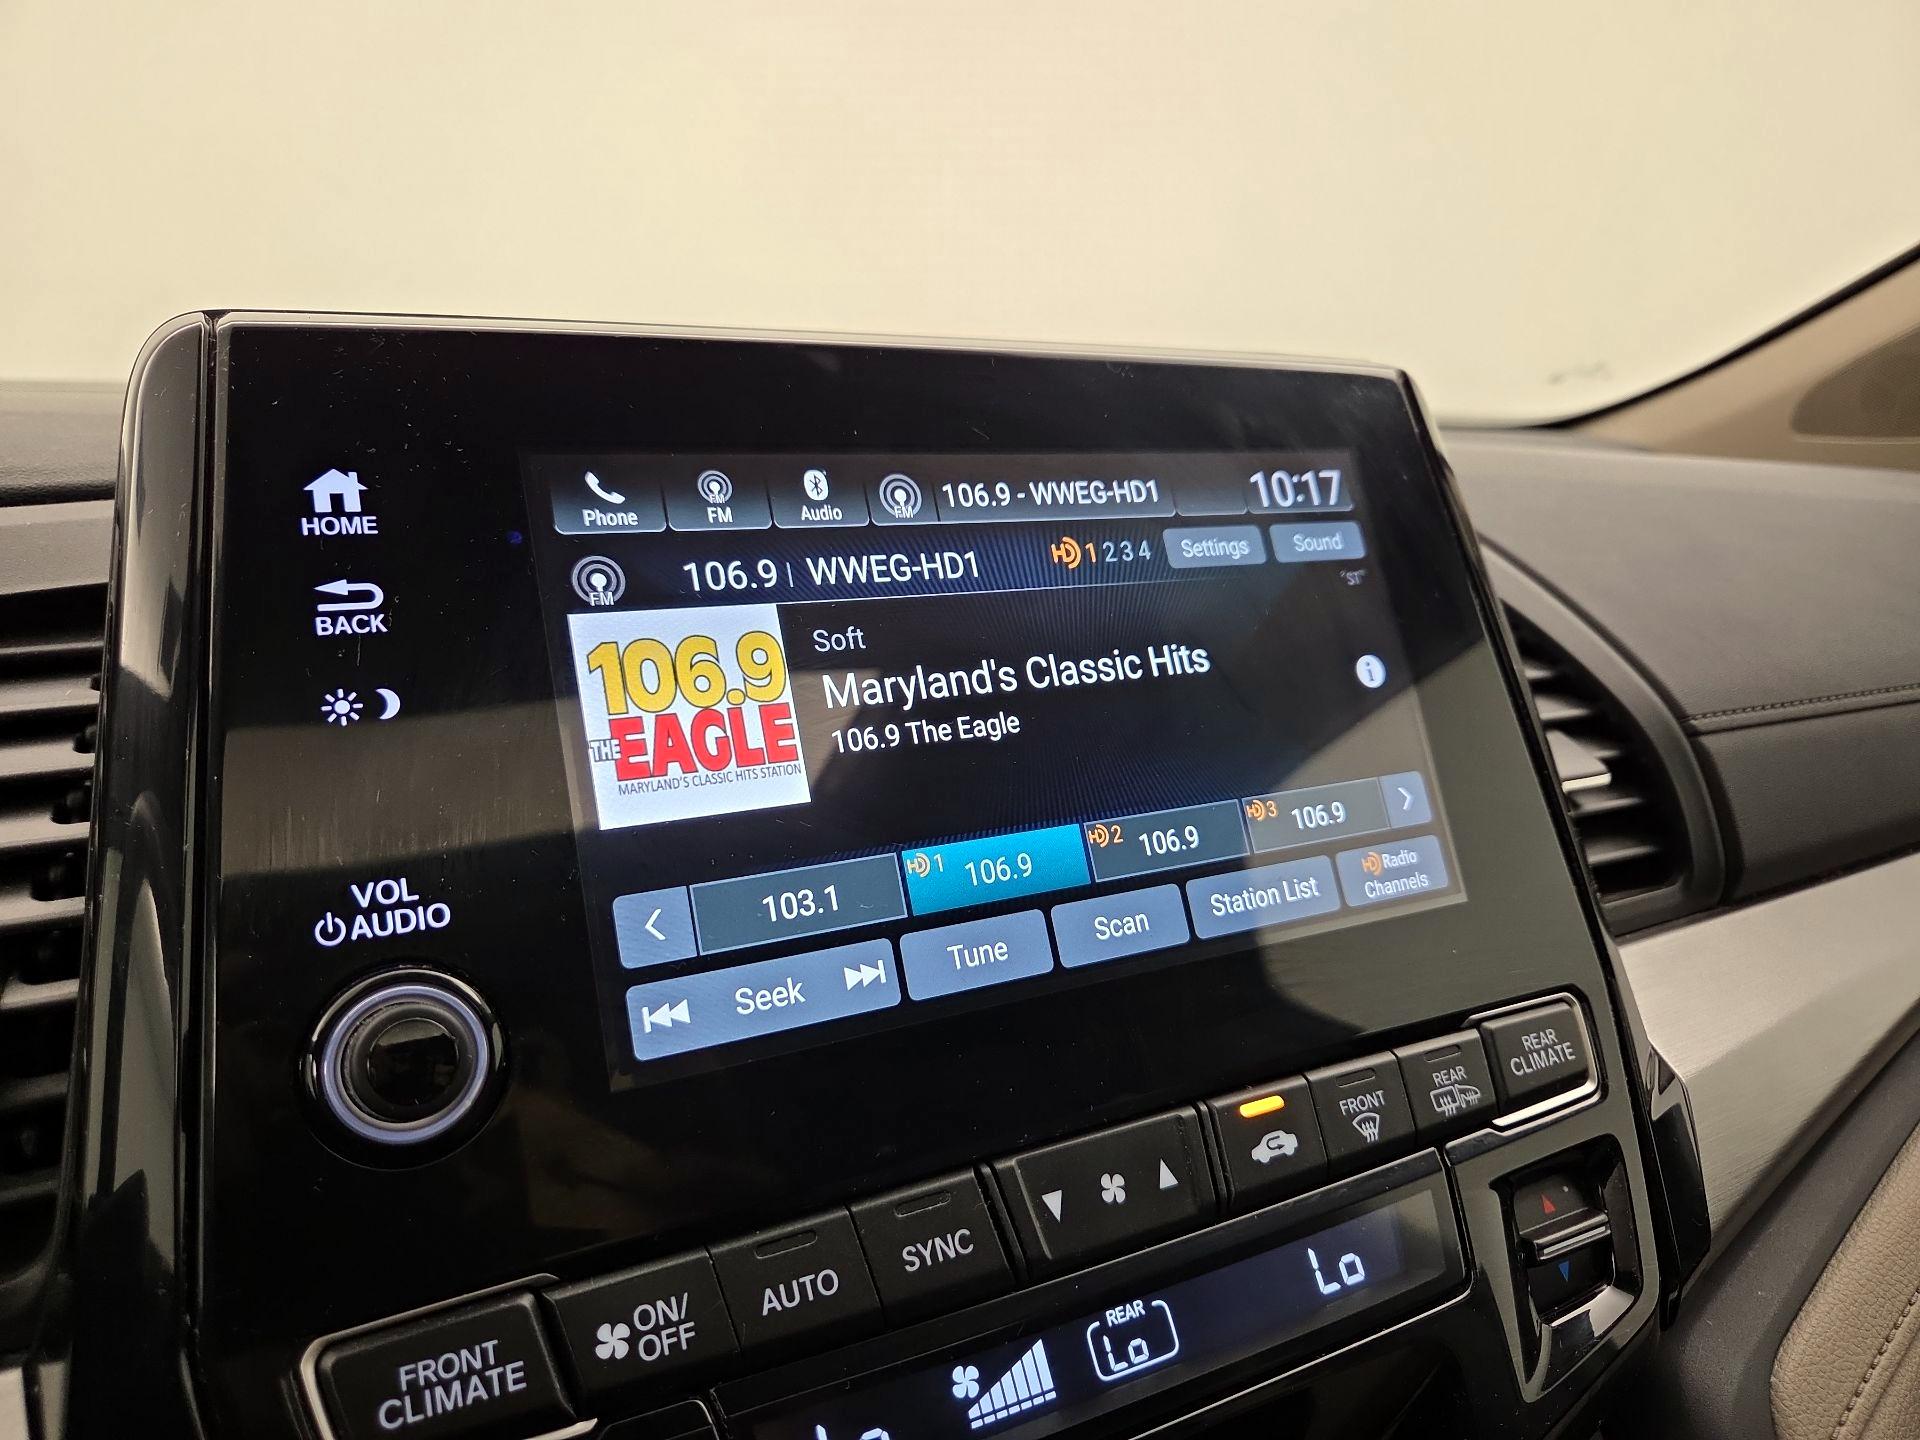 HOME
BACK
VOL
AUDIO
Phone
FM
FM
Audio
FM
106.9 - WWEG-HD1
10:17
FM
106.9 | WWEG-HD1
HD 1 2 3 4
Settings
Sound
"ST"
106.9
THE EAGLE
MARYLAND'S CLASSIC HITS STATION
Soft
Maryland's Classic Hits
106.9 The Eagle
i
103.1
HD 1 106.9
HD 2 106.9
HD 3 106.9
Seek
Tune
Scan
Station List
HD Radio
Channels
FRONT
CLIMATE
ON/
OFF
AUTO
SYNC
FRONT
REAR
REAR
CLIMATE
Lo
REAR
Lo
Lo